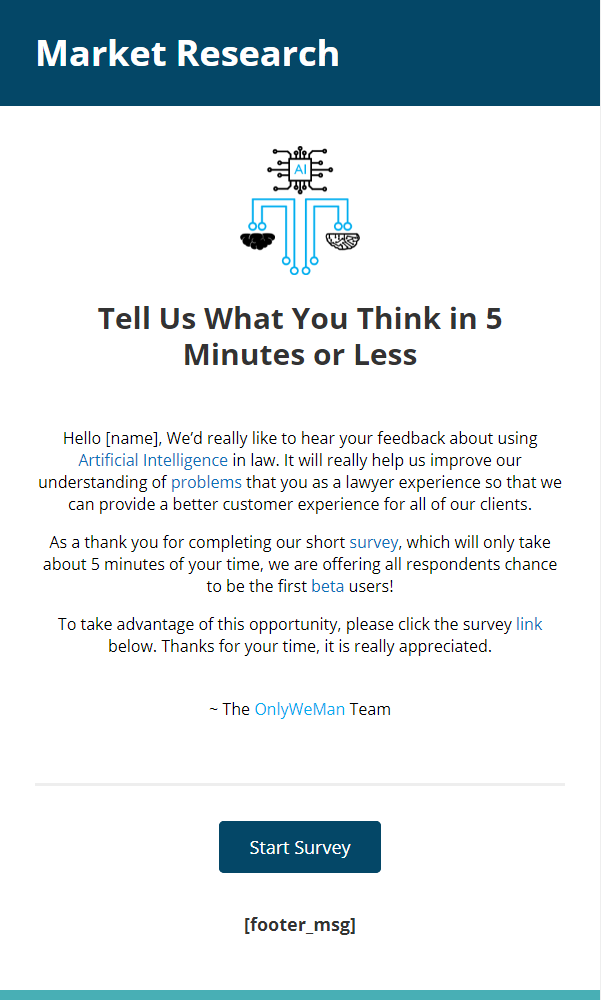 Market Research
AI
Tell Us What You Think in 5
Minutes or Less
Hello [name], We’d really like to hear your feedback about using
Artificial Intelligence in law. It will really help us improve our
understanding of problems that you as a lawyer experience so that we
can provide a better customer experience for all of our clients.
As a thank you for completing our short survey, which will only take
about 5 minutes of your time, we are offering all respondents chance
to be the first beta users!
To take advantage of this opportunity, please click the survey link
below. Thanks for your time, it is really appreciated.
~ The OnlyWeMan Team
Start Survey
[footer_msg]